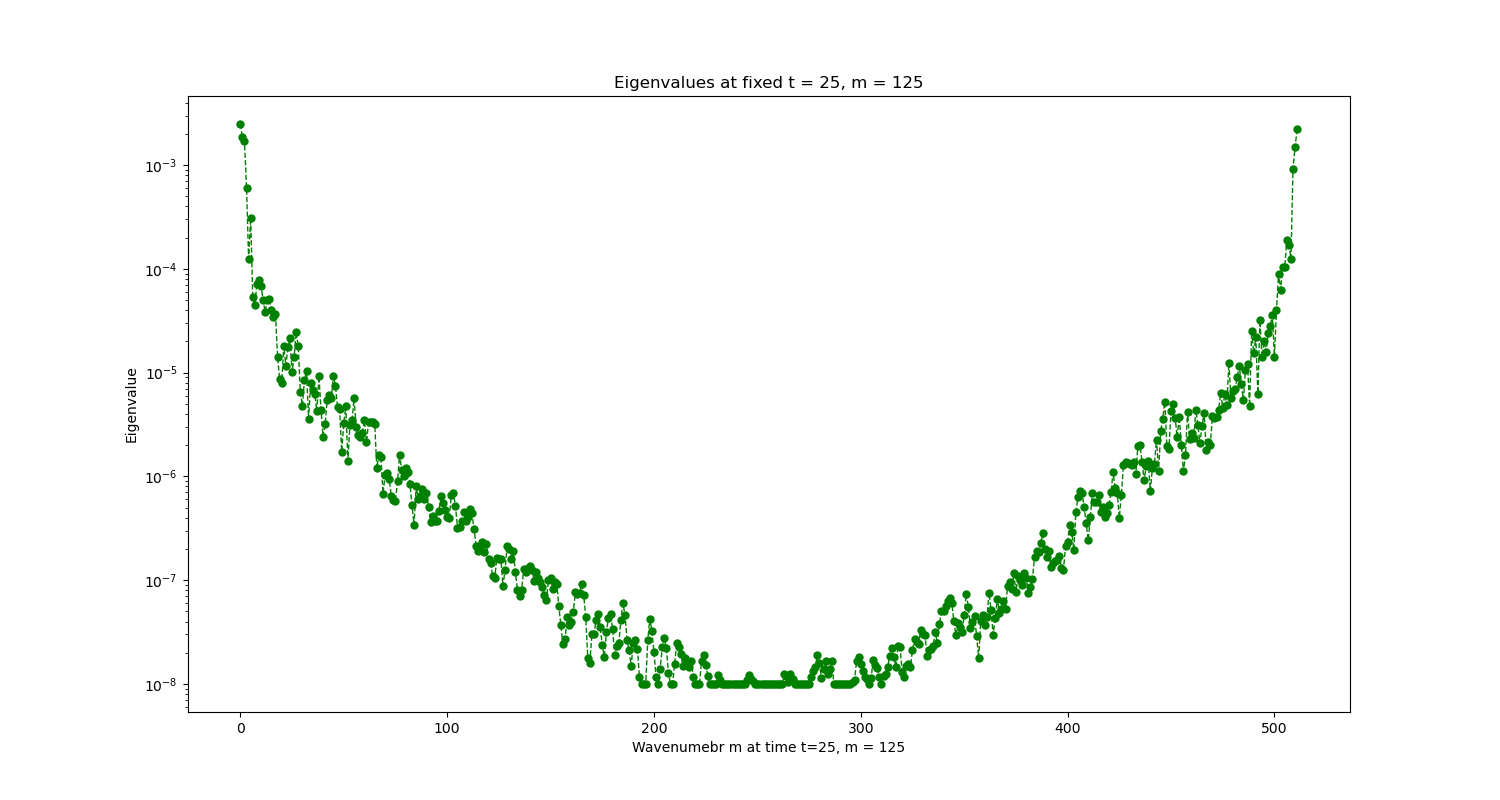 Eigenvalues at fixed t = 25, m = 125
10⁻³
10⁻⁴
10⁻⁵
10⁻⁶
10⁻⁷
10⁻⁸
Eigenvalue
0 100 200 300 400 500
Wavenumebr m at time t=25, m = 125